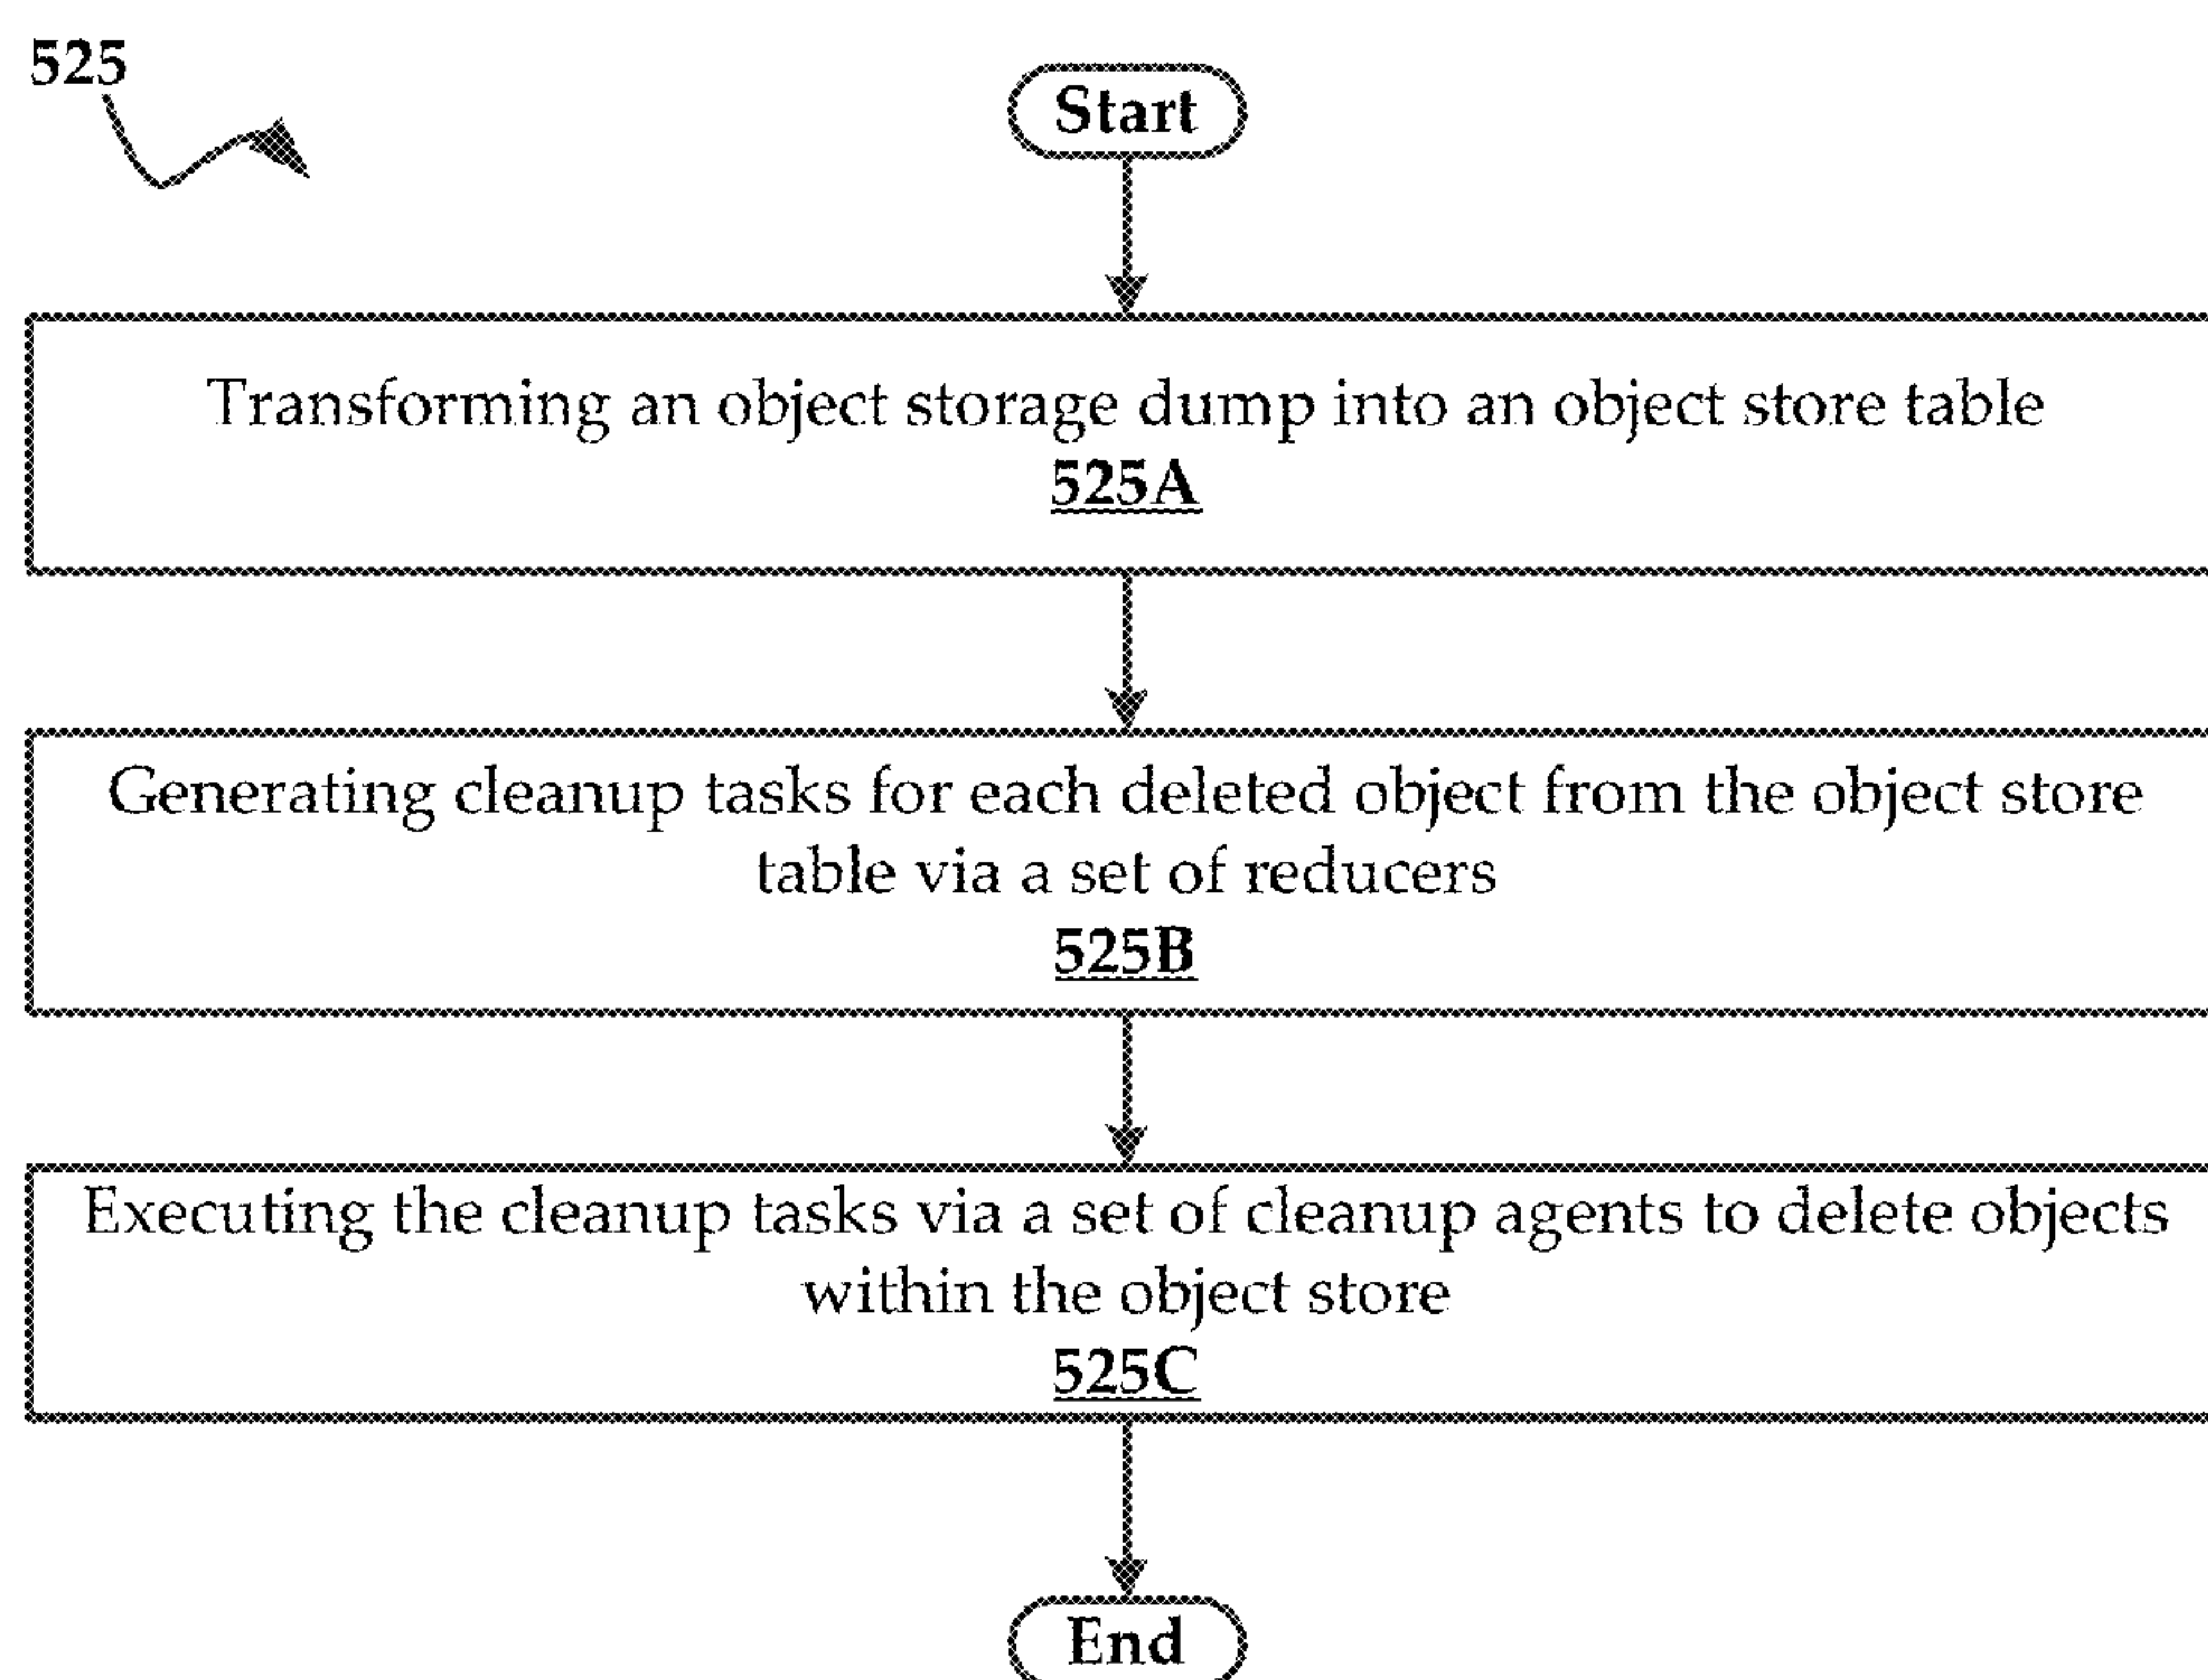 525
Start
Transforming an object storage dump into an object store table
525A
Generating cleanup tasks for each deleted object from the object store
table via a set of reducers
525B
Executing the cleanup tasks via a set of cleanup agents to delete objects
within the object store
525C
End